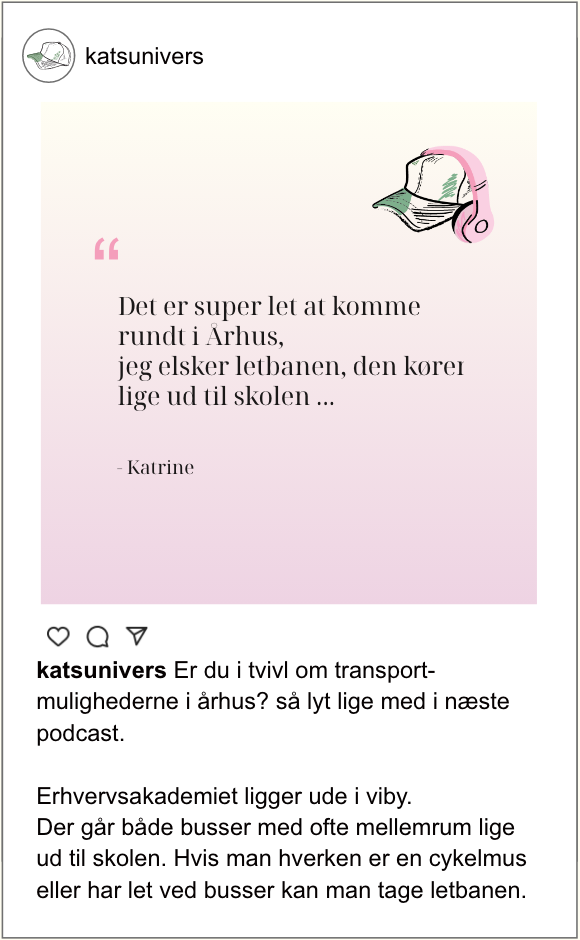 katsunivers
“
Det er super let at komme
rundt i Århus,
jeg elsker letbanen, den kører
lige ud til skolen ...
- Katrine
katsunivers Er du i tvivl om transport-
mulighederne i århus? så lyt lige med i næste
podcast.
Erhvervsakademiet ligger ude i viby.
Der går både busser med ofte mellemrum lige
ud til skolen. Hvis man hverken er en cykelmus
eller har let ved busser kan man tage letbanen.